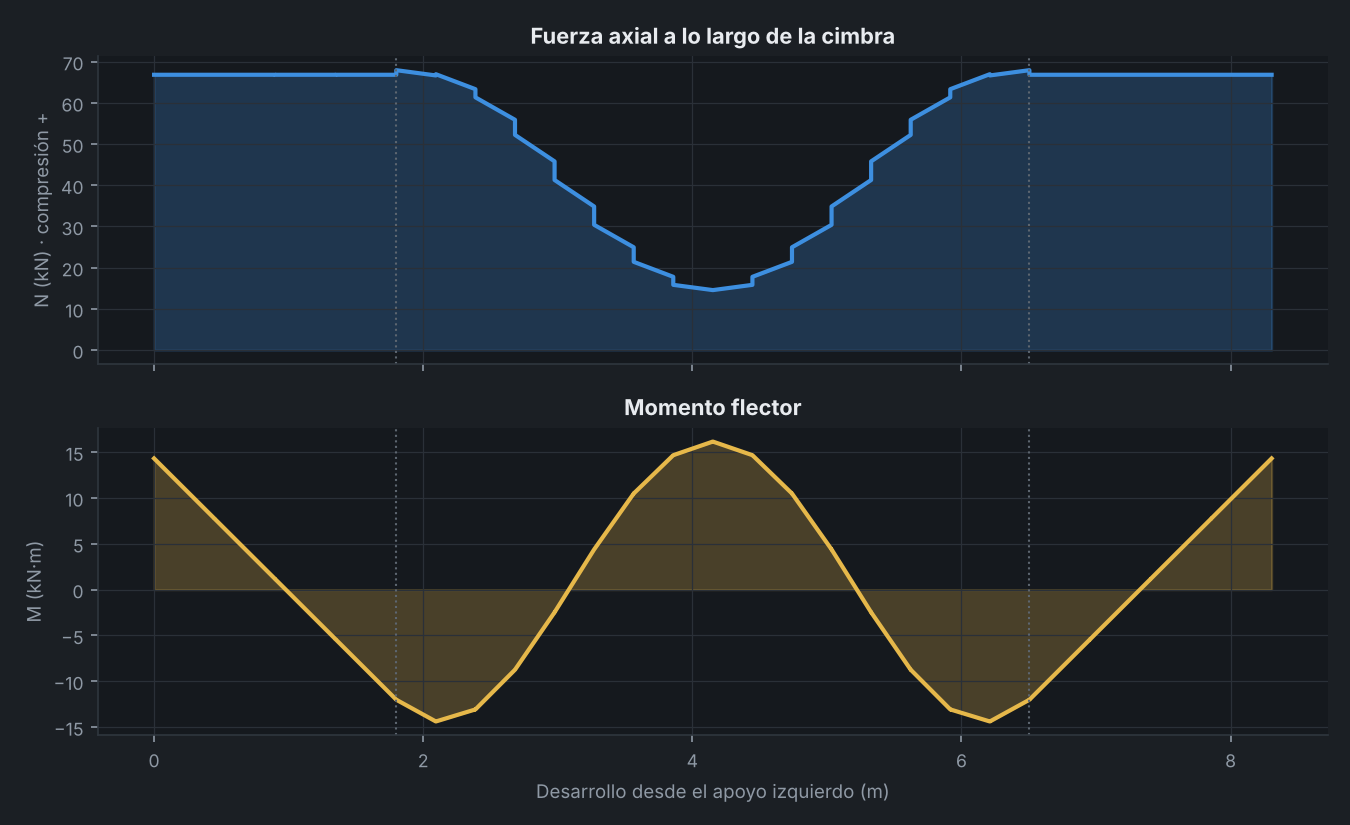 Fuerza axial a lo largo de la cimbra
N (kN) · compresión +
70
60
50
40
30
20
10
0
Momento flector
M (kN·m)
15
10
5
0
−5
−10
−15
0 2 4 6 8
Desarrollo desde el apoyo izquierdo (m)